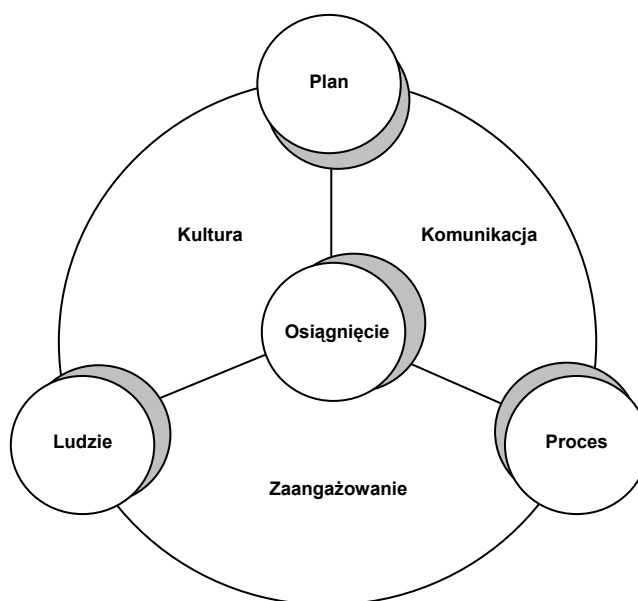 Plan
Kultura
Komunikacja
Osiągnięcie
Ludzie
Proces
Zaangażowanie